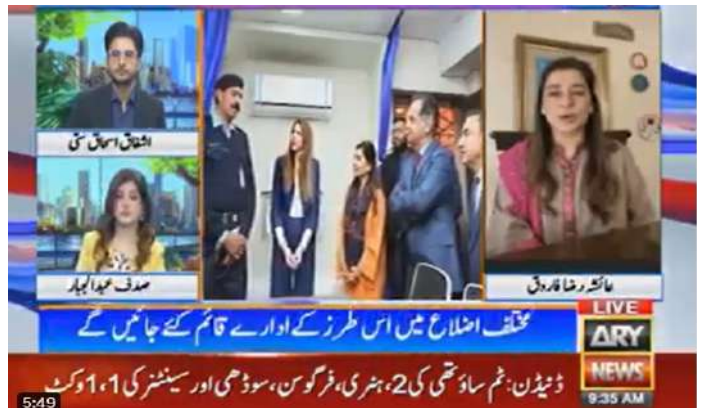 اشفاق اسحاق ستی
صدف عبدالجبار
عائشہ رضا فاروق
مختلف اضلاع میں اس طرز کے ادارے قائم کئے جائیں گے
LIVE
ARY
NEWS
9:35 AM
ڈنیڈن: ٹم ساؤتھی کی 2، ہنری، فرگوسن، سوڈھی اور سینٹنر کی 1،1 وکٹ
5:49